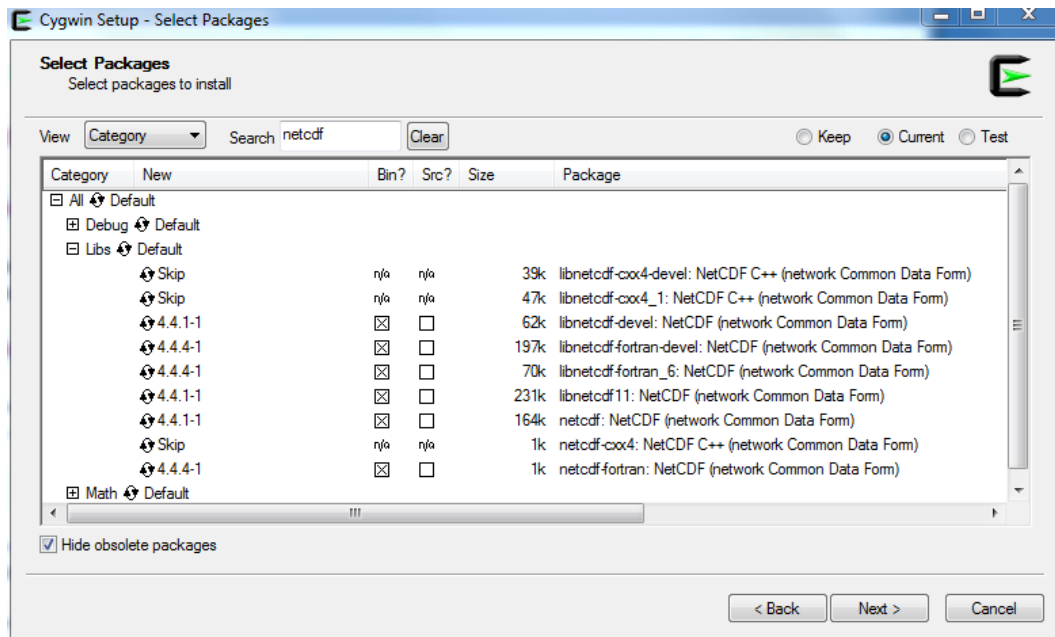 Cygwin Setup - Select Packages
Select Packages
Select packages to install
View Category Search netcdf Clear Keep Current Test
Category New Bin? Src? Size Package
All Default
Debug Default
Libs Default
Skip n/a n/a 39k libnetcdf-cxx4-devel: NetCDF C++ (network Common Data Form)
Skip n/a n/a 47k libnetcdf-cxx4_1: NetCDF C++ (network Common Data Form)
4.4.1-1 62k libnetcdf-devel: NetCDF (network Common Data Form)
4.4.4-1 197k libnetcdf-fortran-devel: NetCDF (network Common Data Form)
4.4.4-1 70k libnetcdf-fortran_6: NetCDF (network Common Data Form)
4.4.1-1 231k libnetcdf11: NetCDF (network Common Data Form)
4.4.1-1 164k netcdf: NetCDF (network Common Data Form)
Skip n/a n/a 1k netcdf-cxx4: NetCDF C++ (network Common Data Form)
4.4.4-1 1k netcdf-fortran: NetCDF (network Common Data Form)
Math Default
Hide obsolete packages
< Back Next > Cancel